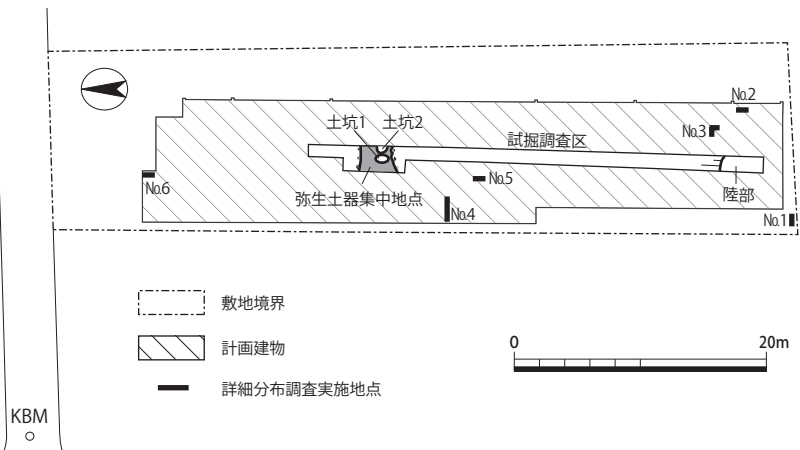 No.2
土坑1
土坑2
No.3
試掘調査区
No.6
No.5
弥生土器集中地点
陸部
No.4
No.1
敷地境界
計画建物
詳細分布調査実施地点
0
20m
KBM